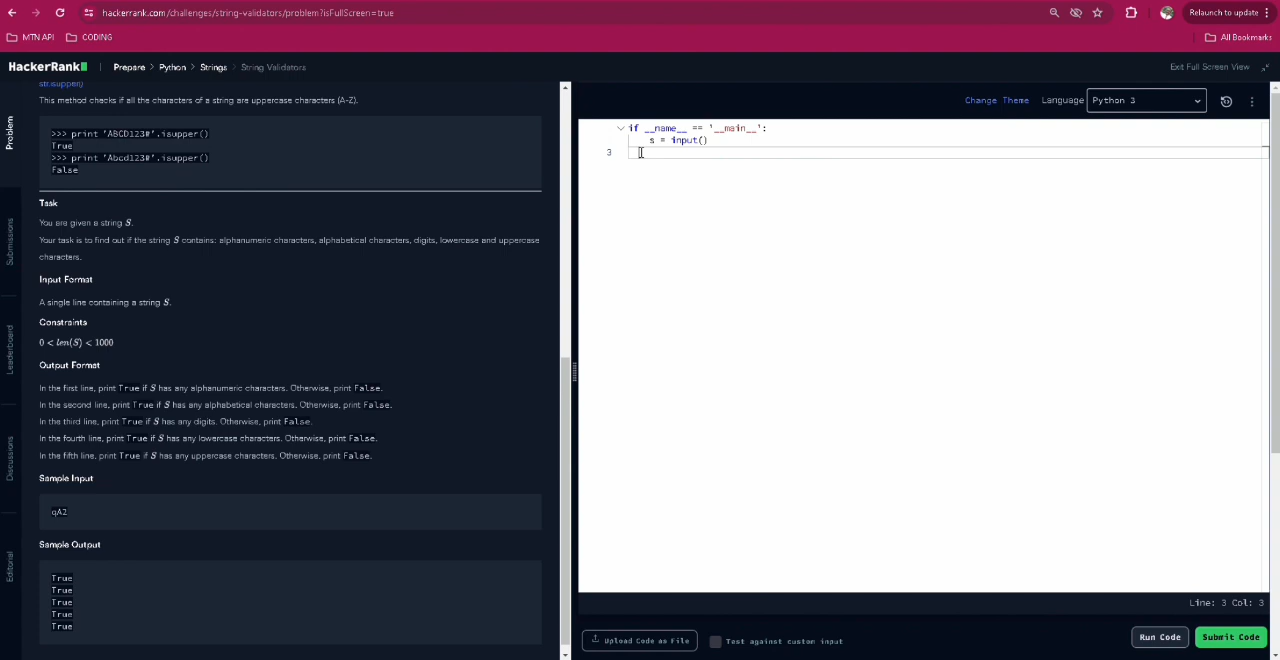 hackerrank.com/challenges/string-validators/problem?isFullScreen=true
Relaunch to update
MTN API
CODING
All Bookmarks
HackerRank
Prepare > Python > Strings > String Validators
Exit Full Screen View
Problem
Submissions
Leaderboard
Discussions
Editorial
str.isupper()
This method checks if all the characters of a string are uppercase characters (A-Z).
>>> print 'ABCD123#'.isupper()
True
>>> print 'Abcd123#'.isupper()
False
Task
You are given a string S.
Your task is to find out if the string S contains: alphanumeric characters, alphabetical characters, digits, lowercase and uppercase
characters.
Input Format
A single line containing a string S.
Constraints
0 < len(S) < 1000
Output Format
In the first line, print True if S has any alphanumeric characters. Otherwise, print False.
In the second line, print True if S has any alphabetical characters. Otherwise, print False.
In the third line, print True if S has any digits. Otherwise, print False.
In the fourth line, print True if S has any lowercase characters. Otherwise, print False.
In the fifth line, print True if S has any uppercase characters. Otherwise, print False.
Sample Input
qA2
Sample Output
True
True
True
True
True
Change Theme
Language
Python 3
if __name__ == '__main__':
s = input()
3
Line: 3 Col: 3
Upload Code as File
Test against custom input
Run Code
Submit Code